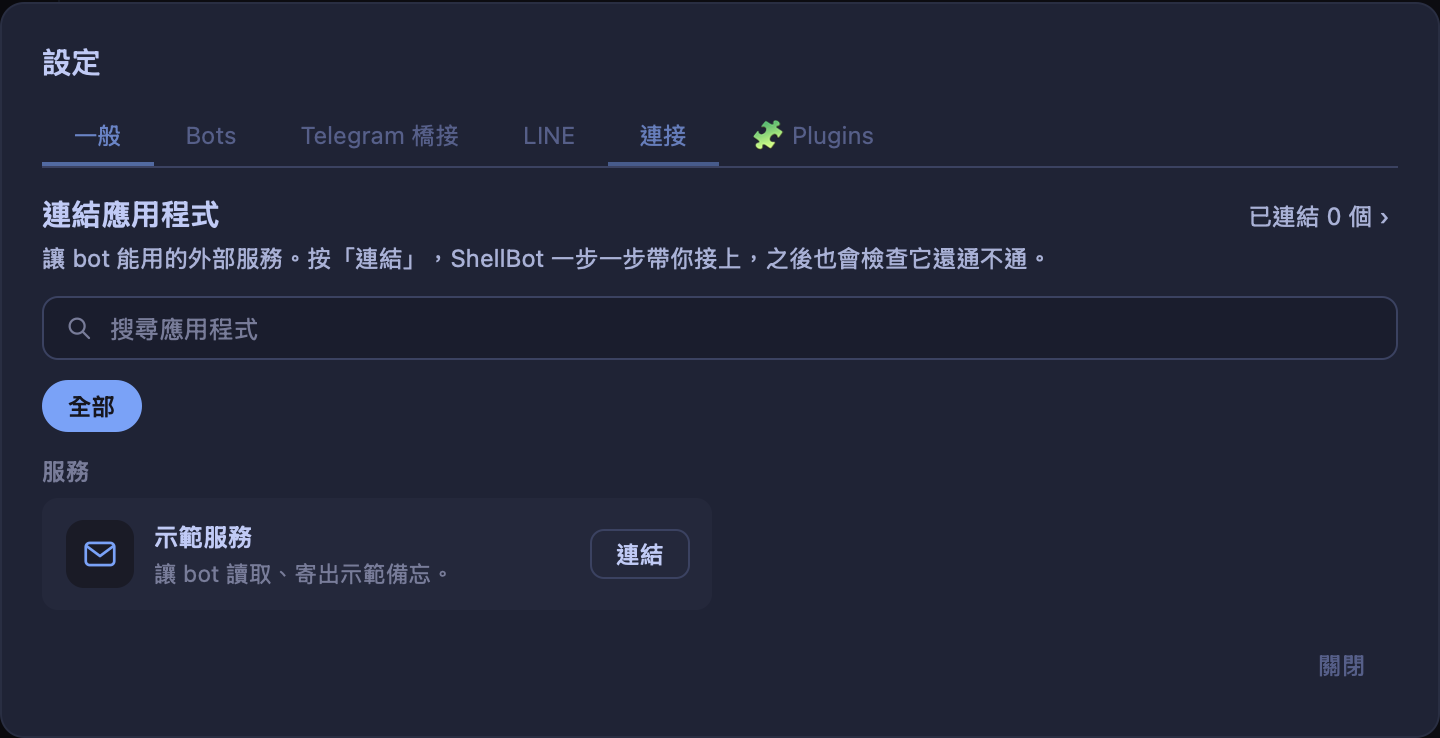 設定
一般 Bots Telegram 橋接 LINE 連接 Plugins
連結應用程式 已連結 0 個 ›
讓 bot 能用的外部服務。按「連結」，ShellBot 一步一步帶你接上，之後也會檢查它還通不通。
搜尋應用程式
全部
服務
示範服務
讓 bot 讀取、寄出示範備忘。
連結
關閉